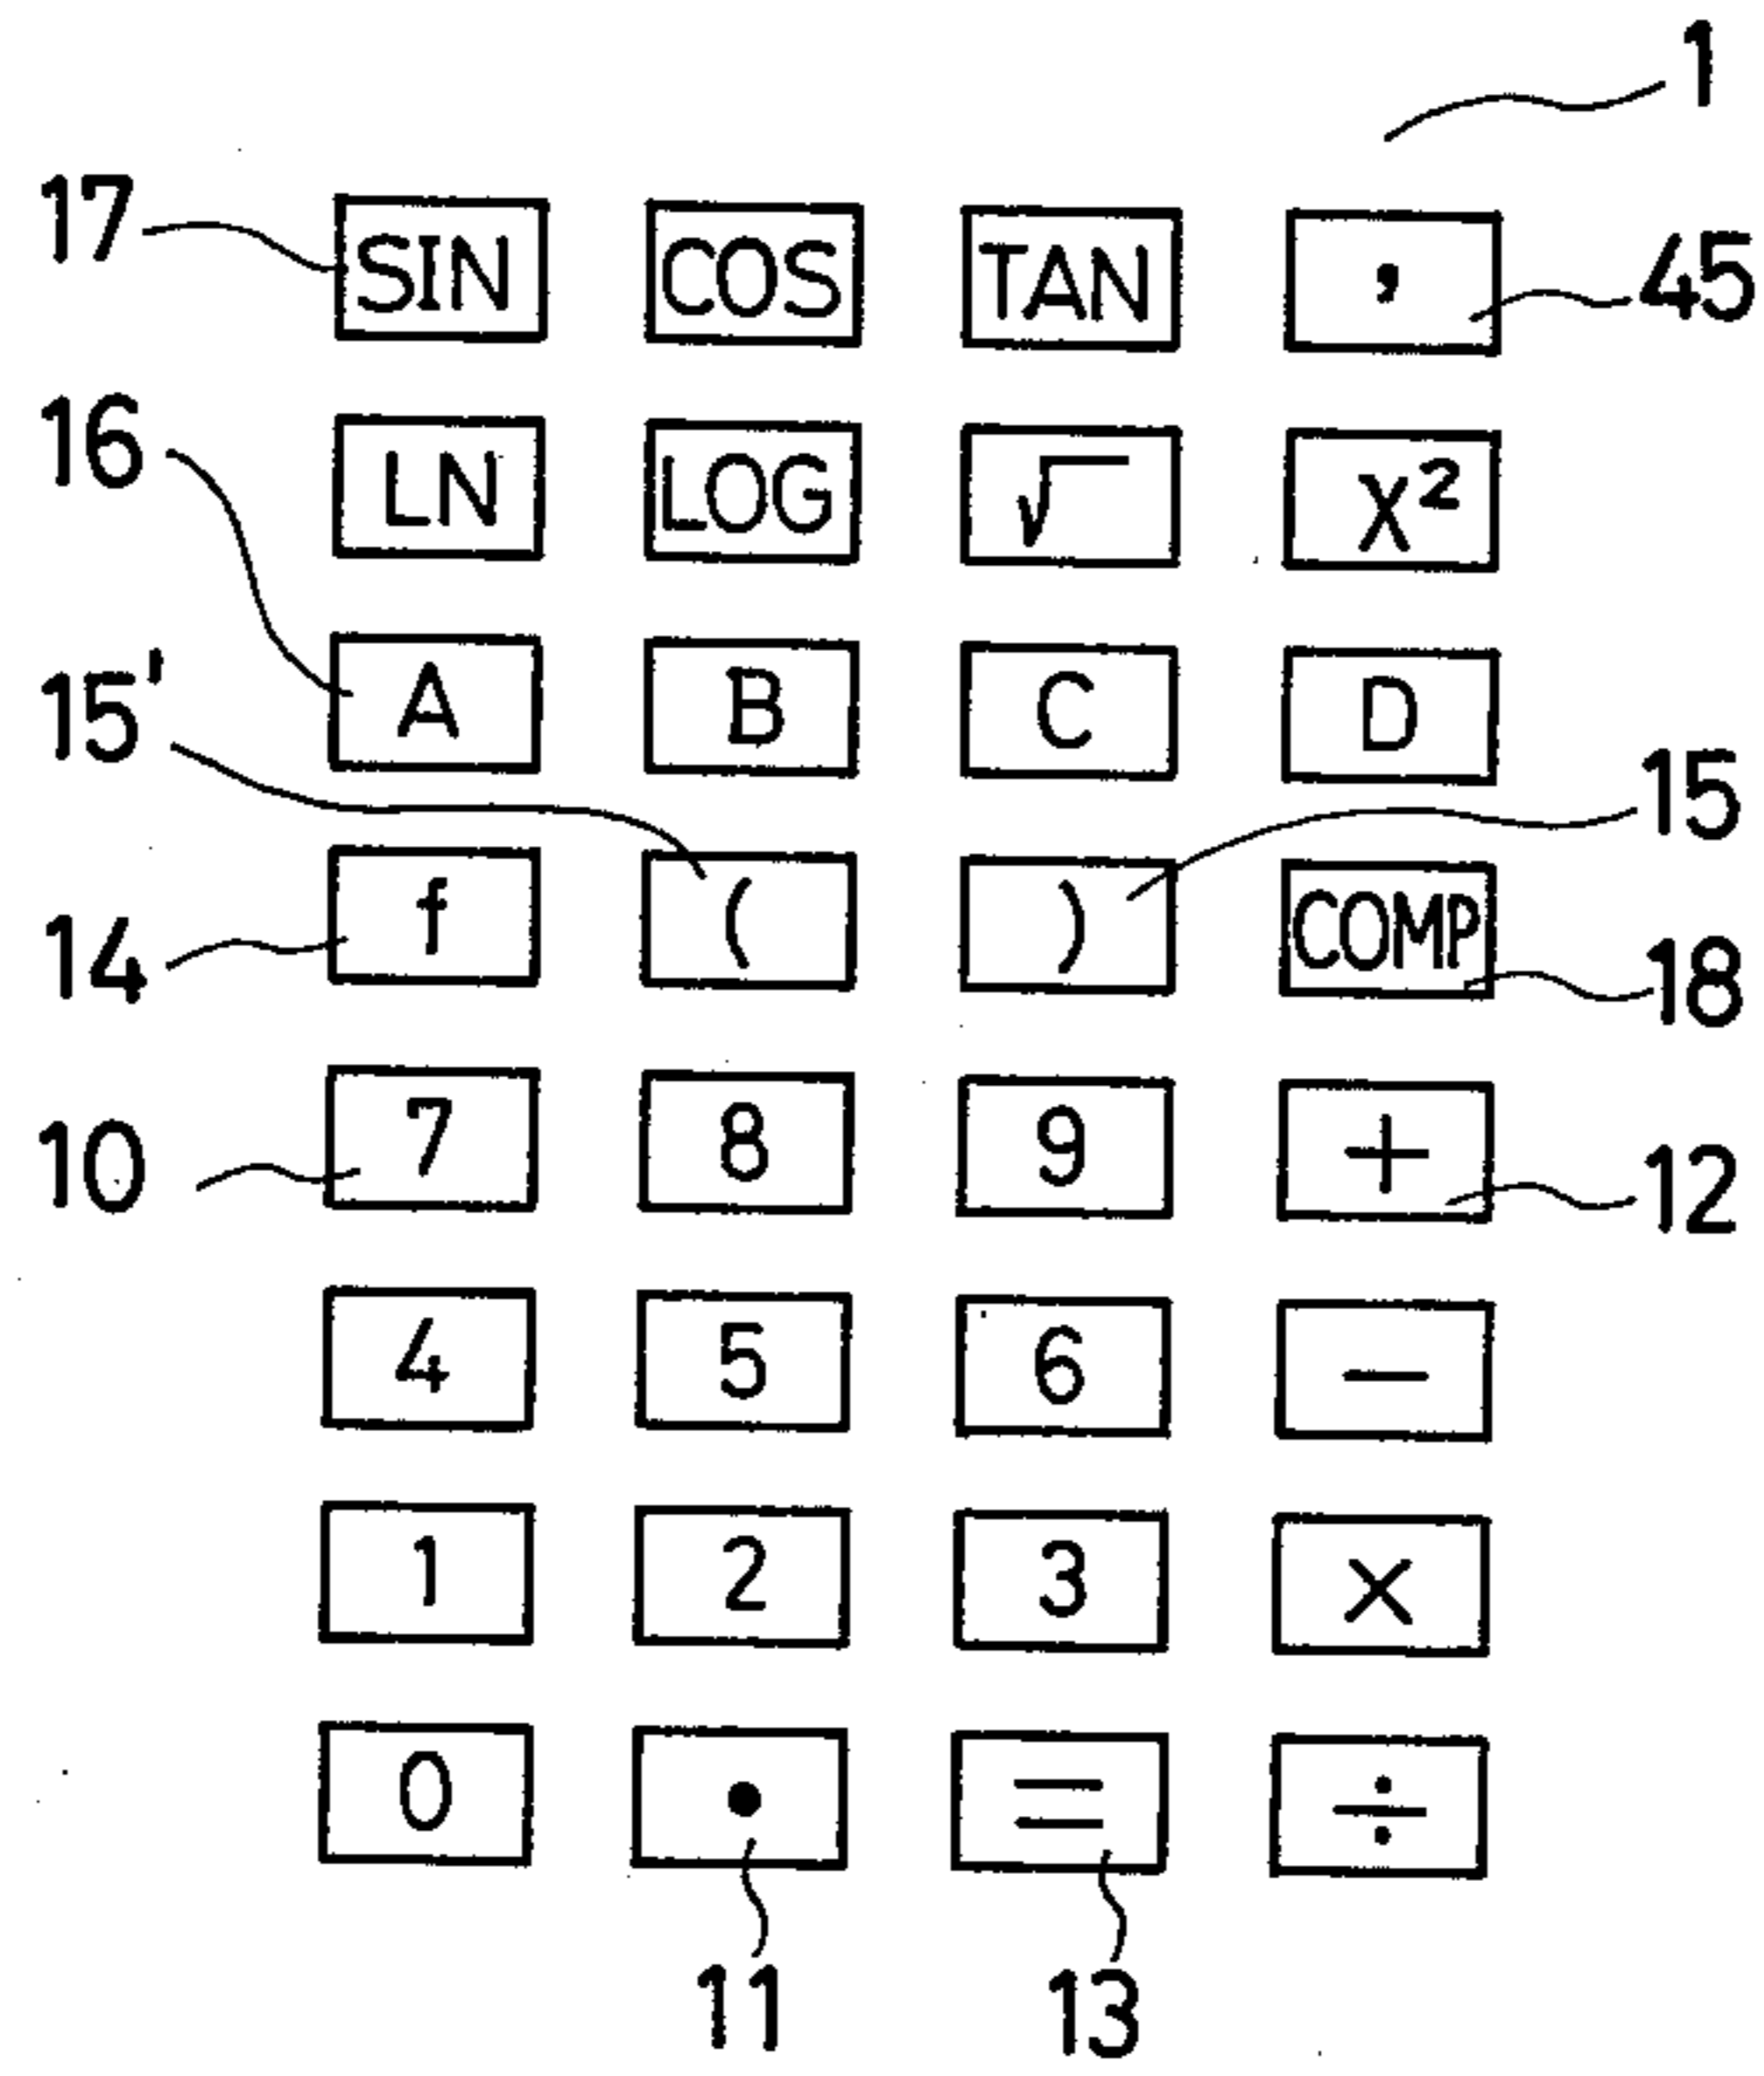 1
17 SIN COS TAN , 45
16 LN LOG √ X²
15' A B C D
15
14 f ( ) COMP 18
10 7 8 9 + 12
4 5 6 −
1 2 3 ×
0 • = ÷
11 13